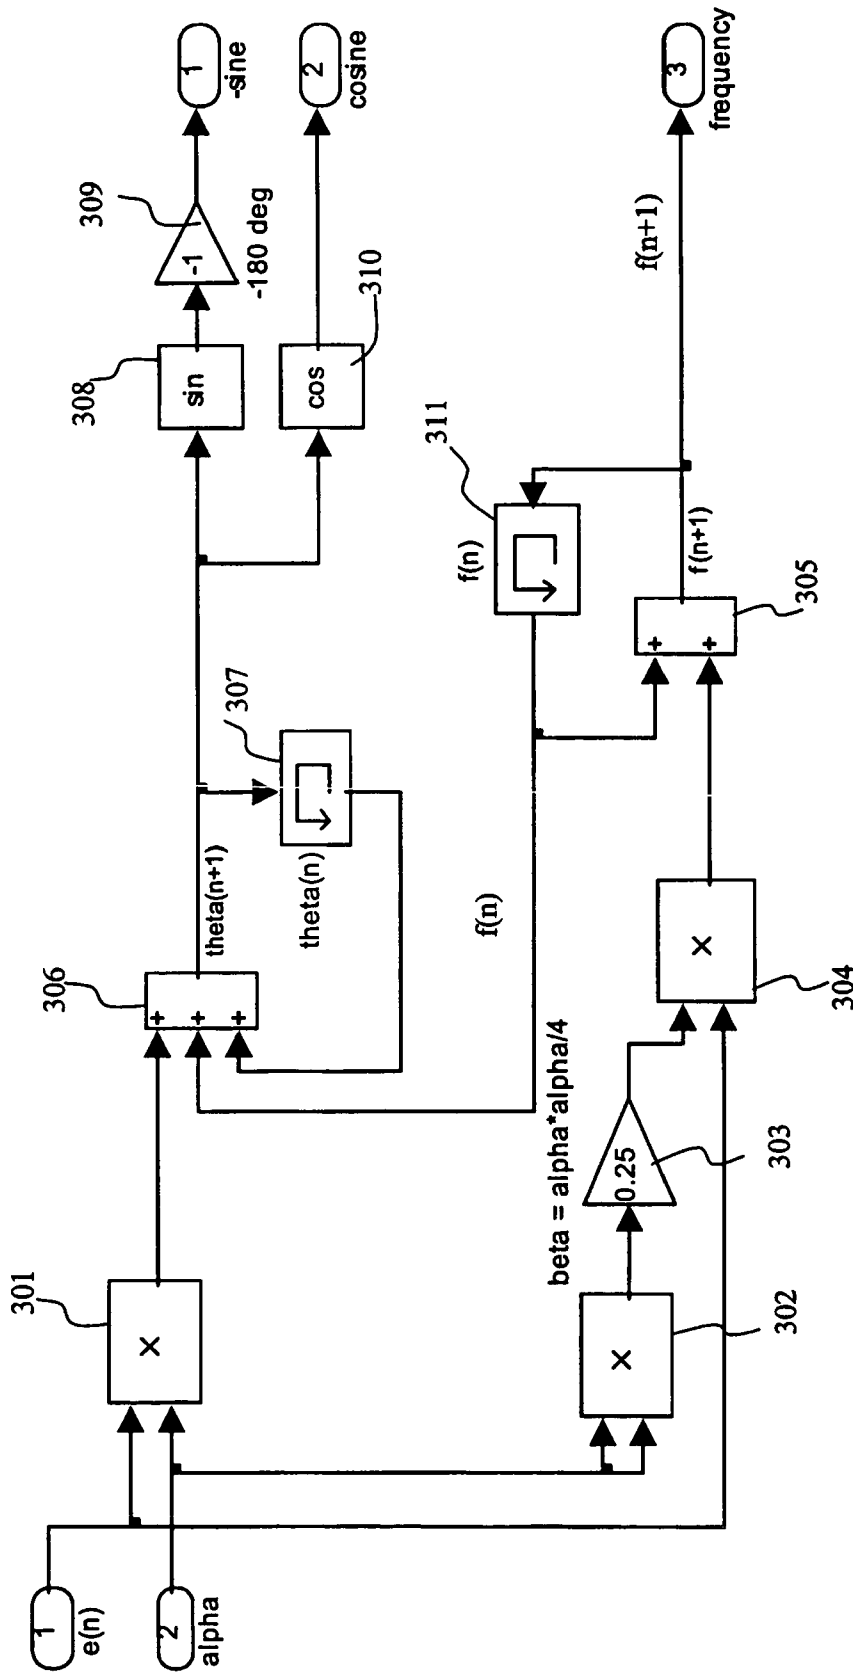 1
e(n)
2
alpha
301
×
302
×
beta = alpha*alpha/4
0.25
303
×
304
306
+
+
+
theta(n+1)
307
theta(n)
f(n)
+
+
305
f(n+1)
311
f(n)
308
sin
309
-1
-180 deg
cos
310
f(n+1)
1
-sine
2
cosine
3
frequency